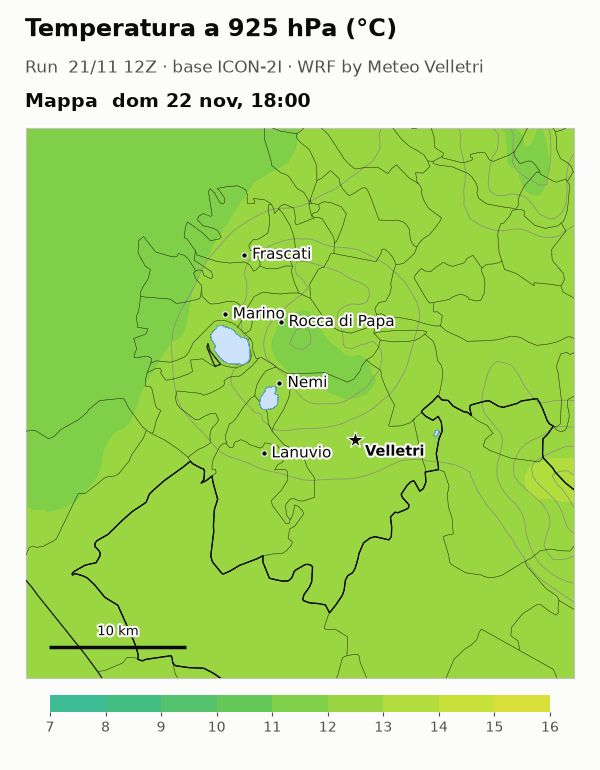 Temperatura a 925 hPa (°C)
Run  21/11 12Z · base ICON-2I · WRF by Meteo Velletri
Mappa  dom 22 nov, 18:00
Frascati
Marino
Rocca di Papa
Nemi
Velletri
Lanuvio
10 km
7 8 9 10 11 12 13 14 15 16